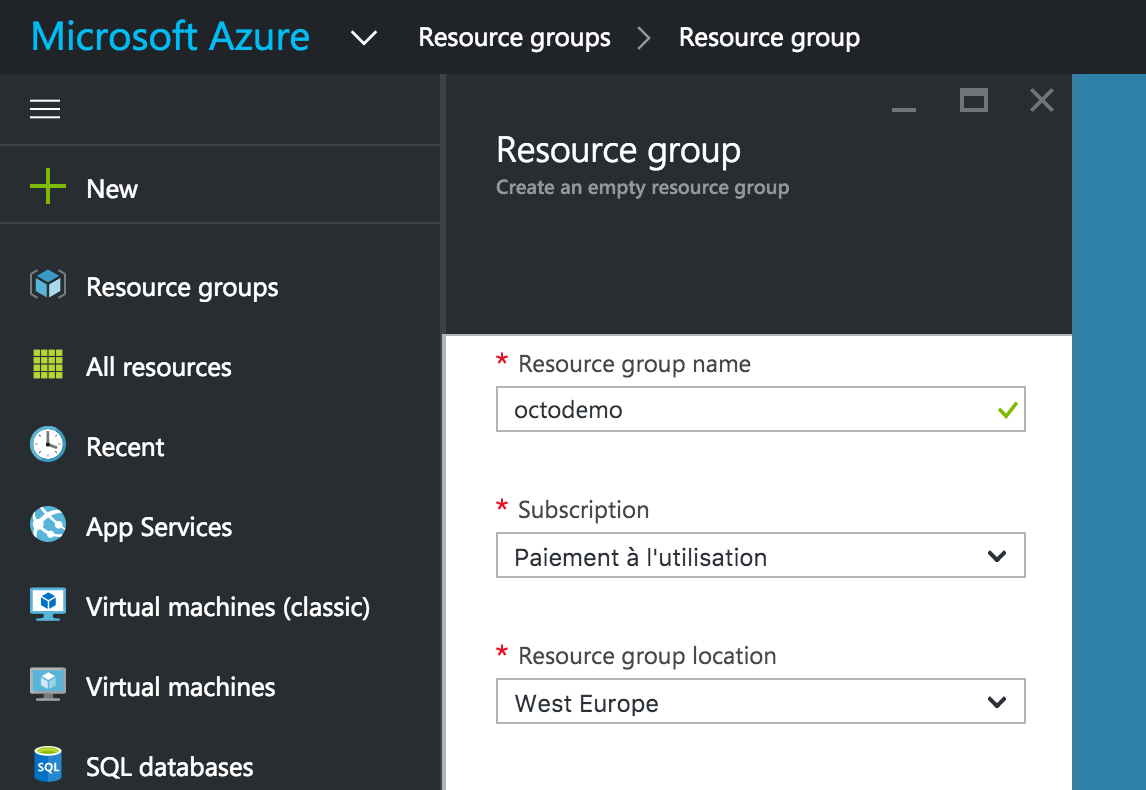 Microsoft Azure
Resource groups
Resource group
New
Resource groups
All resources
Recent
App Services
Virtual machines (classic)
Virtual machines
SQL
SQL databases
Resource group
Create an empty resource group
* Resource group name
octodemo
* Subscription
Paiement à l'utilisation
* Resource group location
West Europe